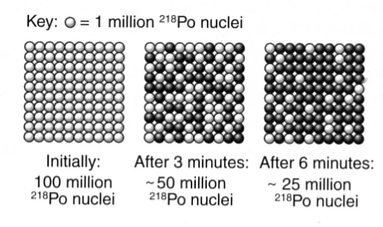 Key: = 1 million ²¹⁸Po nuclei
Initially:
100 million
²¹⁸Po nuclei
After 3 minutes:
~50 million
²¹⁸Po nuclei
After 6 minutes:
~ 25 million
²¹⁸Po nuclei